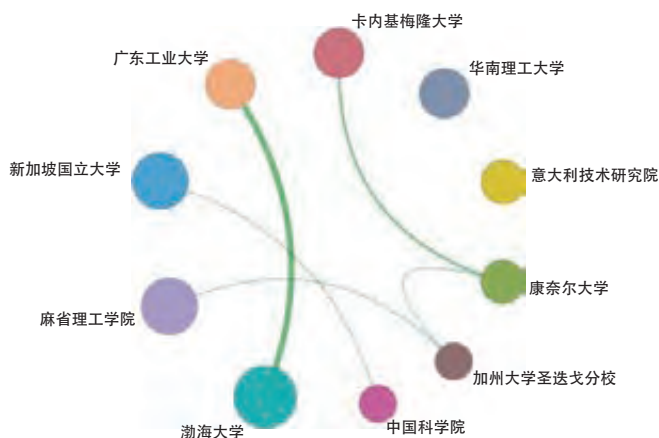 卡内基梅隆大学
广东工业大学
华南理工大学
新加坡国立大学
意大利技术研究院
康奈尔大学
麻省理工学院
加州大学圣迭戈分校
中国科学院
渤海大学